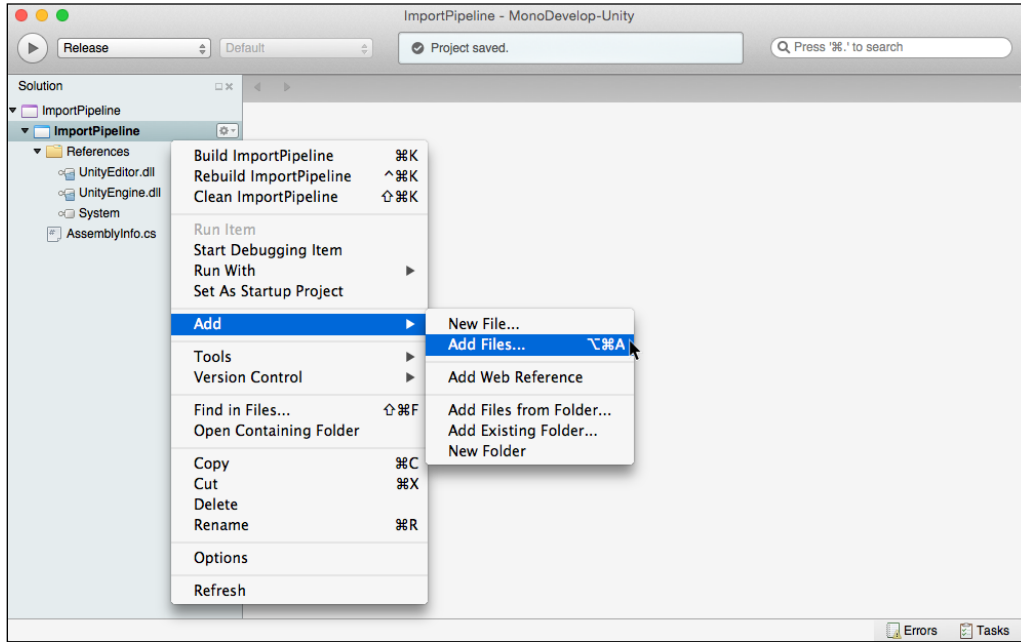 ImportPipeline - MonoDevelop-Unity
Release
Default
Project saved.
Press '⌘.' to search
Solution
ImportPipeline
ImportPipeline
References
UnityEditor.dll
UnityEngine.dll
System
AssemblyInfo.cs
Build ImportPipeline ⌘K
Rebuild ImportPipeline ^⌘K
Clean ImportPipeline ⇧⌘K
Run Item
Start Debugging Item
Run With
Set As Startup Project
Add
Tools
Version Control
Find in Files... ⇧⌘F
Open Containing Folder
Copy ⌘C
Cut ⌘X
Delete
Rename ⌘R
Options
Refresh
New File...
Add Files... ⌥⌘A
Add Web Reference
Add Files from Folder...
Add Existing Folder...
New Folder
Errors
Tasks